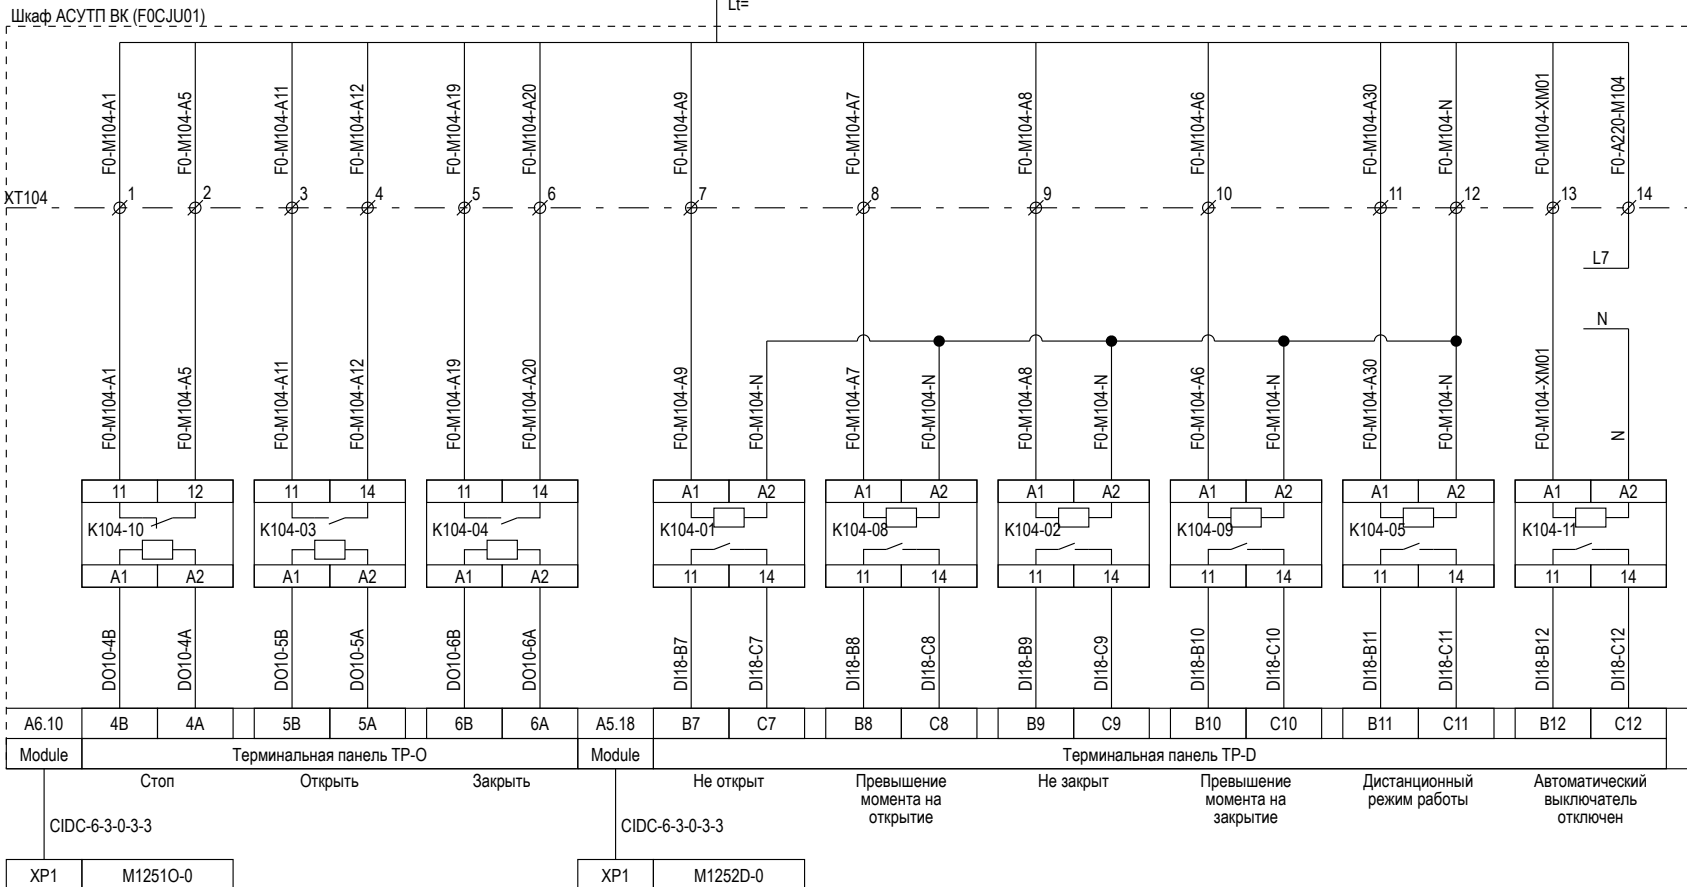 Lt=
Шкаф АСУТП ВК (F0CJU01)
F0-M104-A1 F0-M104-A5 F0-M104-A11 F0-M104-A12 F0-M104-A19 F0-M104-A20 F0-M104-A9 F0-M104-A7 F0-M104-A8 F0-M104-A6 F0-M104-A30 F0-M104-N F0-M104-XM01 F0-A220-M104
XT104 1 2 3 4 5 6 7 8 9 10 11 12 13 14
L7
N
F0-M104-A1 F0-M104-A5 F0-M104-A11 F0-M104-A12 F0-M104-A19 F0-M104-A20 F0-M104-A9 F0-M104-N F0-M104-A7 F0-M104-N F0-M104-A8 F0-M104-N F0-M104-A6 F0-M104-N F0-M104-A30 F0-M104-N F0-M104-XM01 N
11 12 11 14 11 14 A1 A2 A1 A2 A1 A2 A1 A2 A1 A2 A1 A2
K104-10 K104-03 K104-04 K104-01 K104-08 K104-02 K104-09 K104-05 K104-11
A1 A2 A1 A2 A1 A2 11 14 11 14 11 14 11 14 11 14 11 14
DO10-4B DO10-4A DO10-5B DO10-5A DO10-6B DO10-6A DI18-B7 DI18-C7 DI18-B8 DI18-C8 DI18-B9 DI18-C9 DI18-B10 DI18-C10 DI18-B11 DI18-C11 DI18-B12 DI18-C12
A6.10 4B 4A 5B 5A 6B 6A A5.18 B7 C7 B8 C8 B9 C9 B10 C10 B11 C11 B12 C12
Module Терминальная панель TP-O Module Терминальная панель TP-D
Стоп Открыть Закрыть Не открыт Превышение Не закрыт Превышение Дистанционный Автоматический
момента на момента на режим работы выключатель
открытие закрытие отключен
CIDC-6-3-0-3-3 CIDC-6-3-0-3-3
XP1 M1251O-0 XP1 M1252D-0